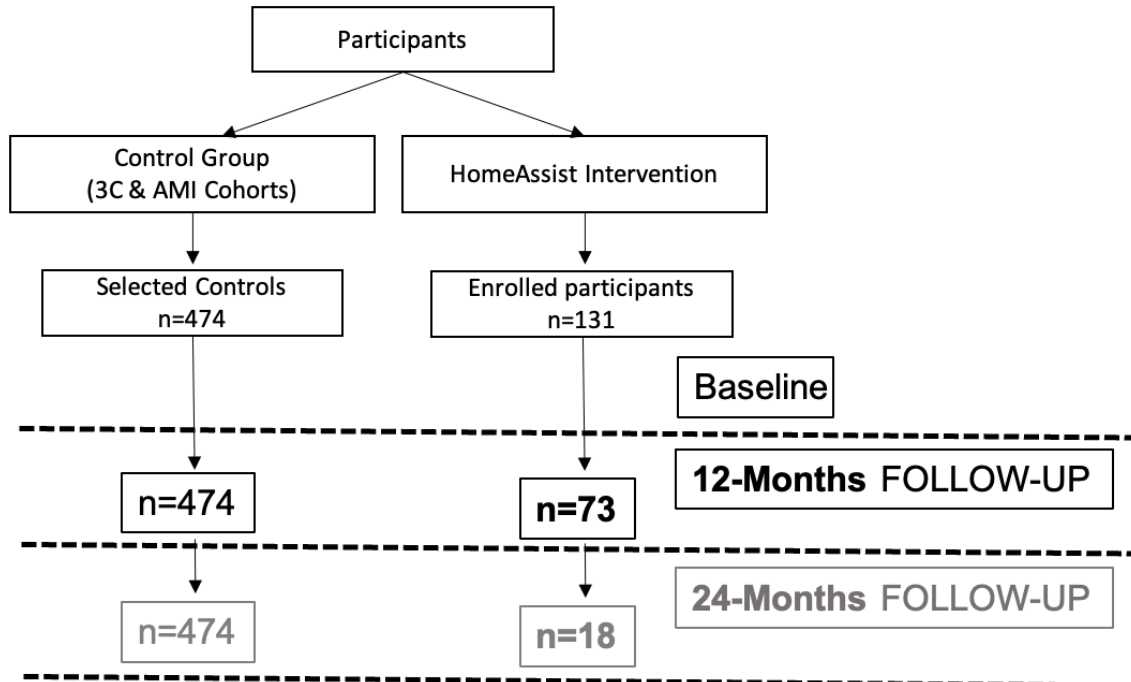 Participants
Control Group
(3C & AMI Cohorts)
HomeAssist Intervention
Selected Controls
n=474
Enrolled participants
n=131
Baseline
n=474
n=73
12-Months FOLLOW-UP
n=474
n=18
24-Months FOLLOW-UP